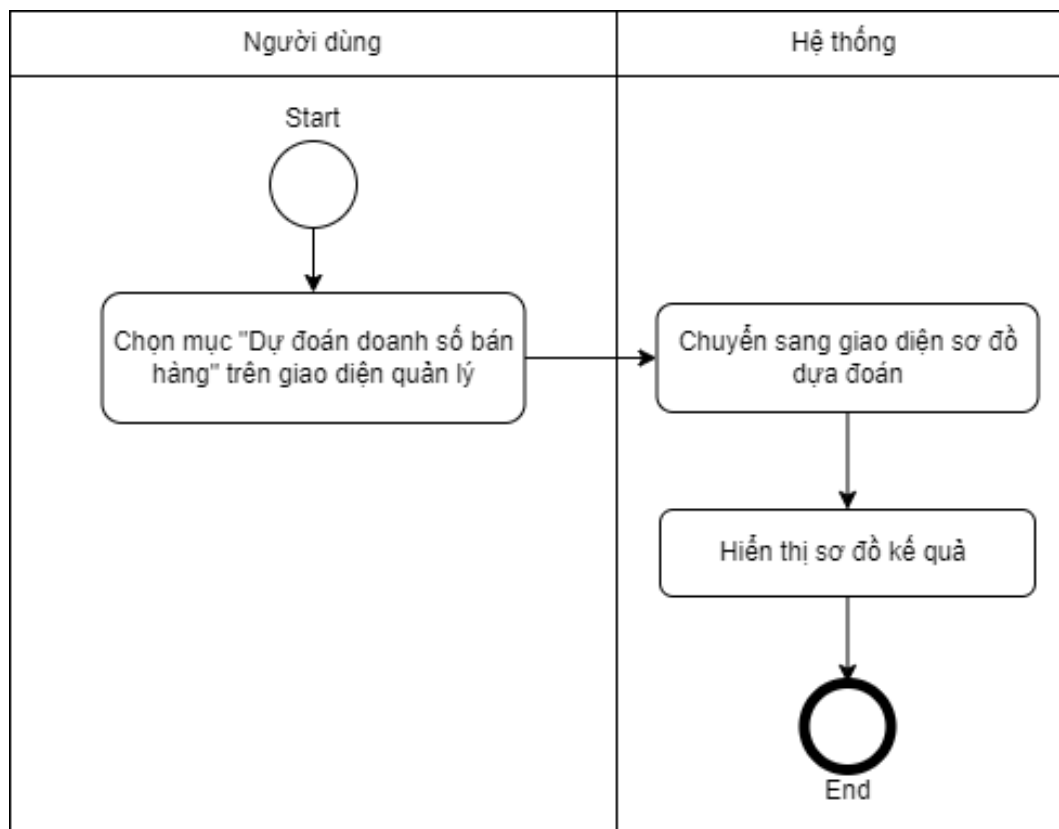 Người dùng
Hệ thống
Start
Chọn mục "Dự đoán doanh số bán
hàng" trên giao diện quản lý
Chuyển sang giao diện sơ đồ
dựa đoán
Hiển thị sơ đồ kế quả
End